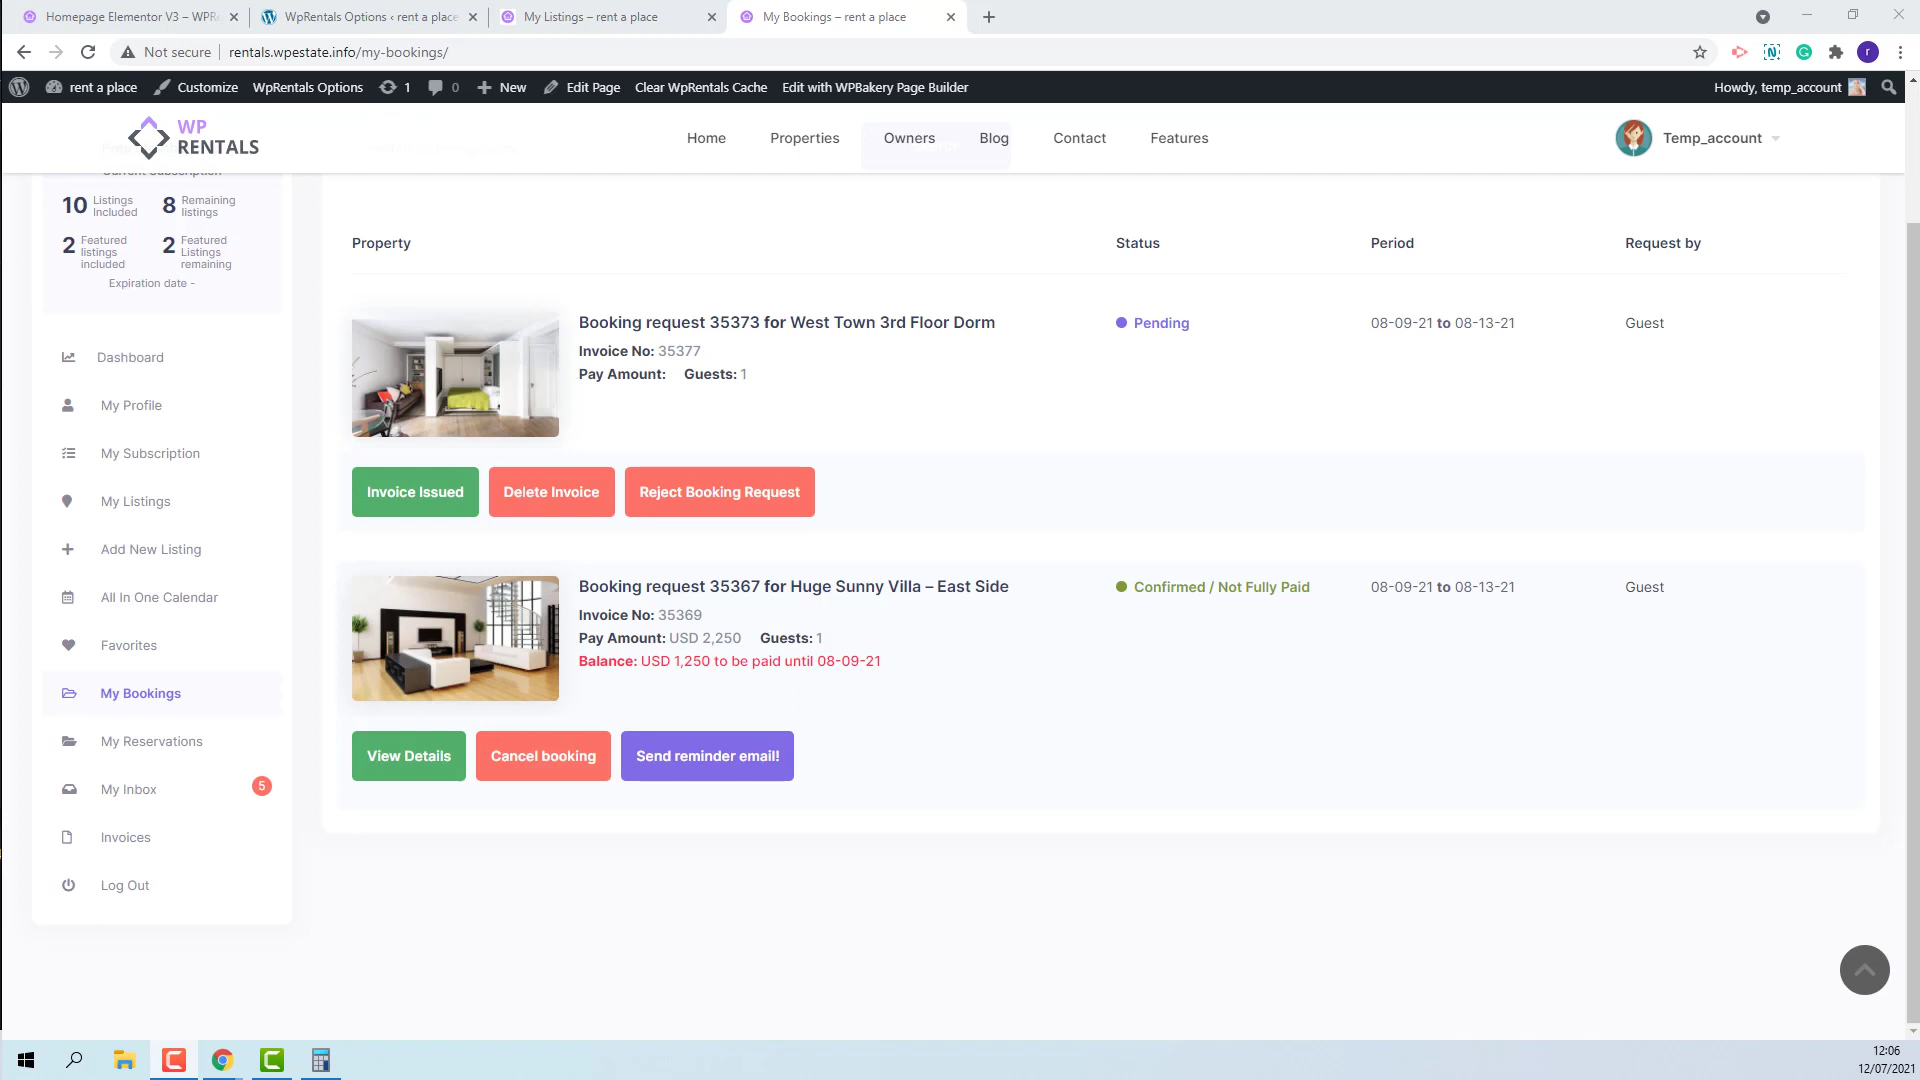 Homepage Elementor V3 – WPR
WpRentals Options ‹ rent a place
My Listings – rent a place
My Bookings – rent a place
Not secure
rentals.wpestate.info/my-bookings/
r
rent a place
Customize
WpRentals Options
1
0
New
Edit Page
Clear WpRentals Cache
Edit with WPBakery Page Builder
Howdy, temp_account
WP
RENTALS
Home
Properties
Owners
Blog
Contact
Features
Temp_account
Current Subscription
10 Listings Included
8 Remaining listings
2 Featured listings included
2 Featured Listings remaining
Expiration date -
Dashboard
My Profile
My Subscription
My Listings
Add New Listing
All In One Calendar
Favorites
My Bookings
My Reservations
My Inbox
5
Invoices
Log Out
Property
Status
Period
Request by
Booking request 35373 for West Town 3rd Floor Dorm
Pending
08-09-21 to 08-13-21
Guest
Invoice No: 35377
Pay Amount: Guests: 1
Invoice Issued
Delete Invoice
Reject Booking Request
Booking request 35367 for Huge Sunny Villa – East Side
Confirmed / Not Fully Paid
08-09-21 to 08-13-21
Guest
Invoice No: 35369
Pay Amount: USD 2,250 Guests: 1
Balance: USD 1,250 to be paid until 08-09-21
View Details
Cancel booking
Send reminder email!
12:06
12/07/2021